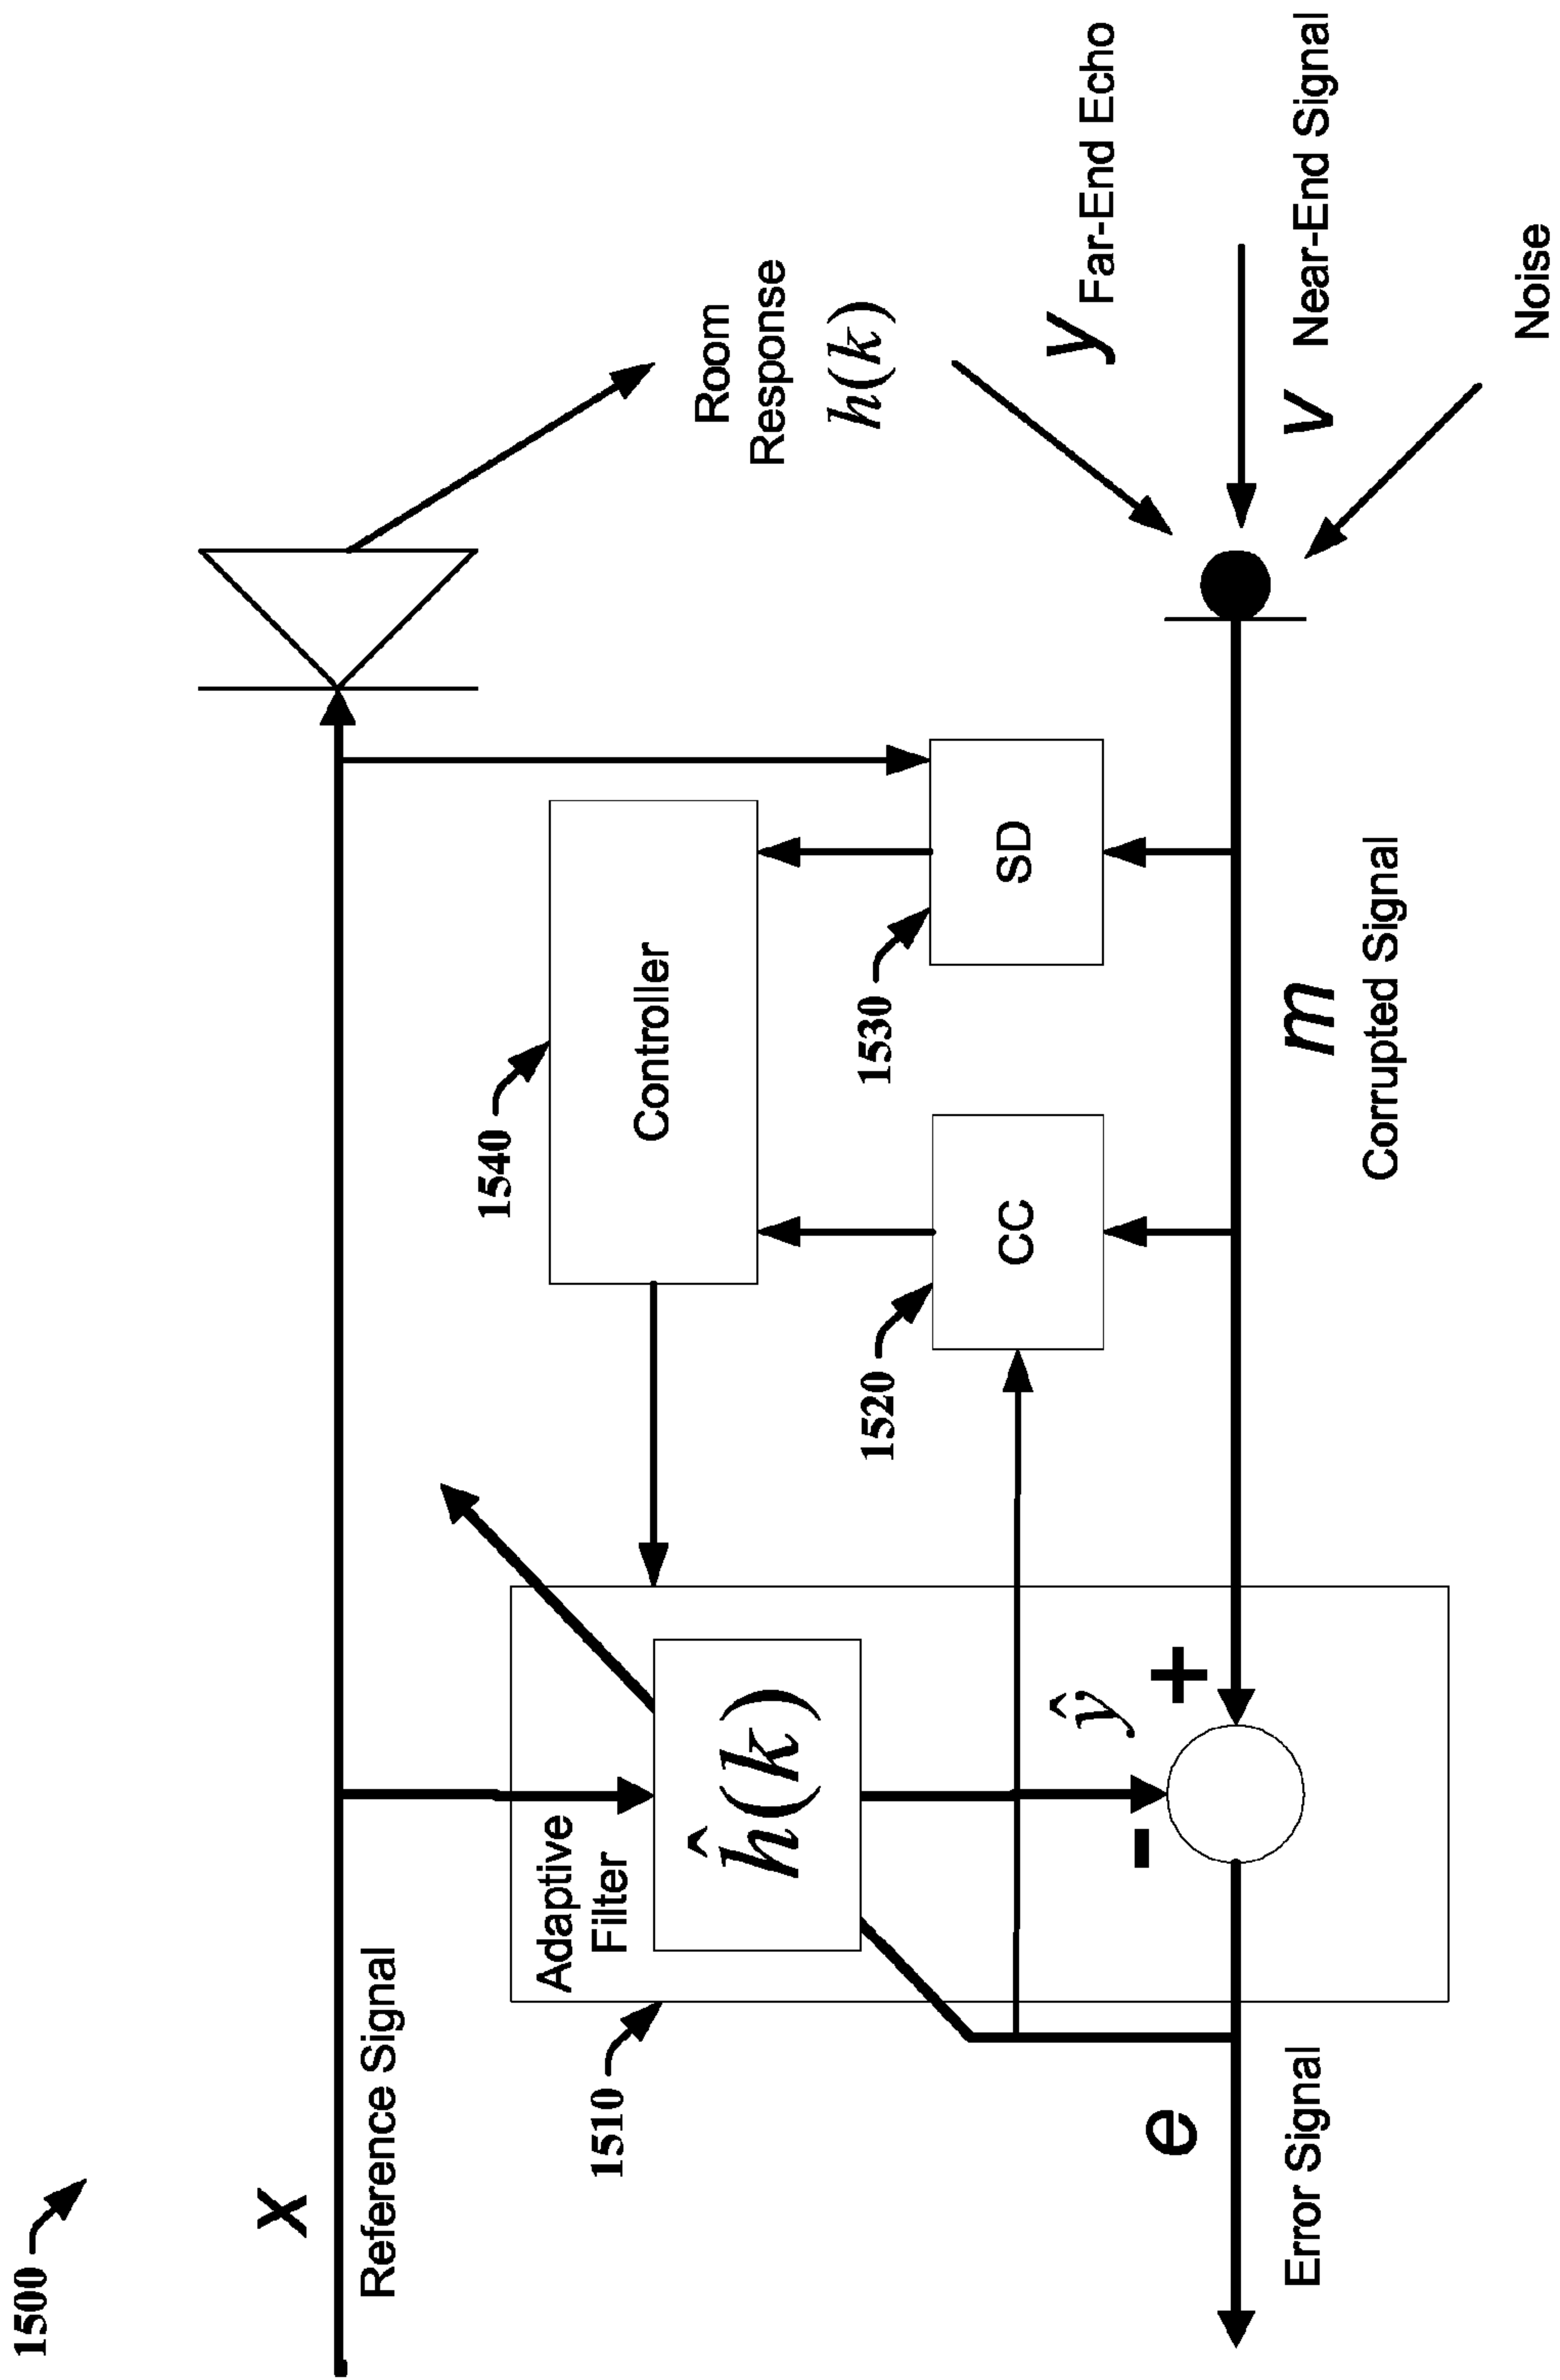 1500
x
Reference Signal
Room
Response
h(k)
1540
Controller
1510
Adaptive
Filter
ĥ(k)
1520
CC
1530
SD
y Far-End Echo
ŷ
−
+
e
Error Signal
m
Corrupted Signal
v Near-End Signal
Noise